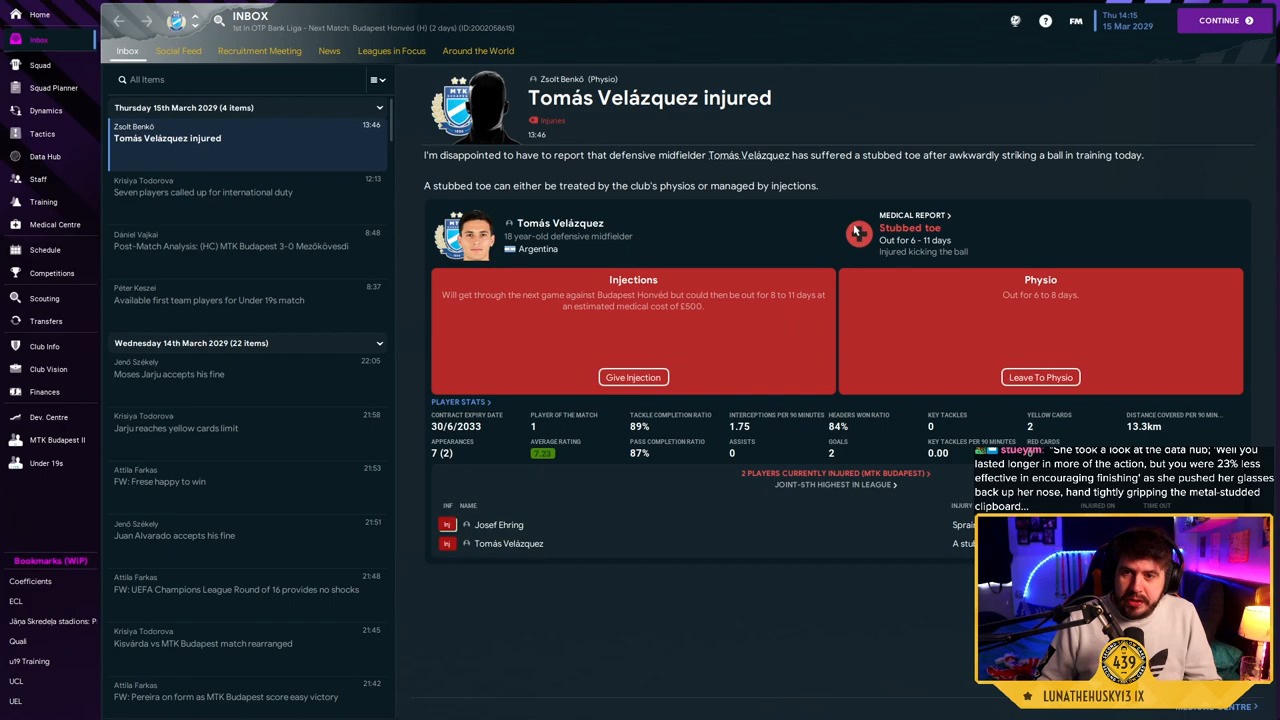 Home
Inbox
Squad
Squad Planner
Dynamics
Tactics
Data Hub
Staff
Training
Medical Centre
Schedule
Competitions
Scouting
Transfers
Club Info
Club Vision
Finances
Dev. Centre
MTK Budapest II
Under 19s
Bookmarks (WiP)
Coefficients
ECL
Jāņa Skredeļa stadions: P
Quali
u19 Training
UCL
UEL
INBOX
1st in OTP Bank Liga - Next Match: Budapest Honvéd (H) (2 days) (ID:2002058615)
FM
Thu 14:15
15 Mar 2029
CONTINUE
Inbox Social Feed Recruitment Meeting News Leagues in Focus Around the World
All Items
Thursday 15th March 2029 (4 items)
Zsolt Benkő 13:46
Tomás Velázquez injured
Krisiya Todorova 12:13
Seven players called up for international duty
Dániel Vajkai 8:48
Post-Match Analysis: (HC) MTK Budapest 3-0 Mezőkövesdi
Péter Keszei 8:37
Available first team players for Under 19s match
Wednesday 14th March 2029 (22 items)
Jenő Székely 22:05
Moses Jarju accepts his fine
Krisiya Todorova 21:58
Jarju reaches yellow cards limit
Attila Farkas 21:53
FW: Frese happy to win
Jenő Székely 21:51
Juan Alvarado accepts his fine
Attila Farkas 21:48
FW: UEFA Champions League Round of 16 provides no shocks
Krisiya Todorova 21:45
Kisvárda vs MTK Budapest match rearranged
Attila Farkas 21:42
FW: Pereira on form as MTK Budapest score easy victory
MTK
Zsolt Benkő (Physio)
Tomás Velázquez injured
Injuries
13:46
I'm disappointed to have to report that defensive midfielder Tomás Velázquez has suffered a stubbed toe after awkwardly striking a ball in training today.
A stubbed toe can either be treated by the club's physios or managed by injections.
Tomás Velázquez
18 year-old defensive midfielder
Argentina
MEDICAL REPORT
Stubbed toe
Out for 6 - 11 days
Injured kicking the ball
Injections
Will get through the next game against Budapest Honvéd but could then be out for 8 to 11 days at
an estimated medical cost of £500.
Give Injection
Physio
Out for 6 to 8 days.
Leave To Physio
PLAYER STATS
CONTRACT EXPIRY DATE PLAYER OF THE MATCH TACKLE COMPLETION RATIO INTERCEPTIONS PER 90 MINUTES HEADERS WON RATIO KEY TACKLES YELLOW CARDS DISTANCE COVERED PER 90 MIN...
30/6/2033 1 89% 1.75 84% 0 2 13.3km
APPEARANCES AVERAGE RATING PASS COMPLETION RATIO ASSISTS GOALS KEY TACKLES PER 90 MINUTES RED CARDS
7 (2) 7.23 87% 0 2 0.00
2 PLAYERS CURRENTLY INJURED (MTK BUDAPEST)
JOINT-5TH HIGHEST IN LEAGUE
INF NAME INJURY INJURED ON TIME OUT
Inj Josef Ehring Sprai
Inj Tomás Velázquez A stub
"She took a look at the data hub; 'Well you
lasted longer in more of the action, but you were 23% less
effective in encouraging finishing' as she pushed her glasses
back up her nose, hand tightly gripping the metal-studded
clipboard...
439
LUNATHEHUSKY13 IX
MEDICAL CENTRE